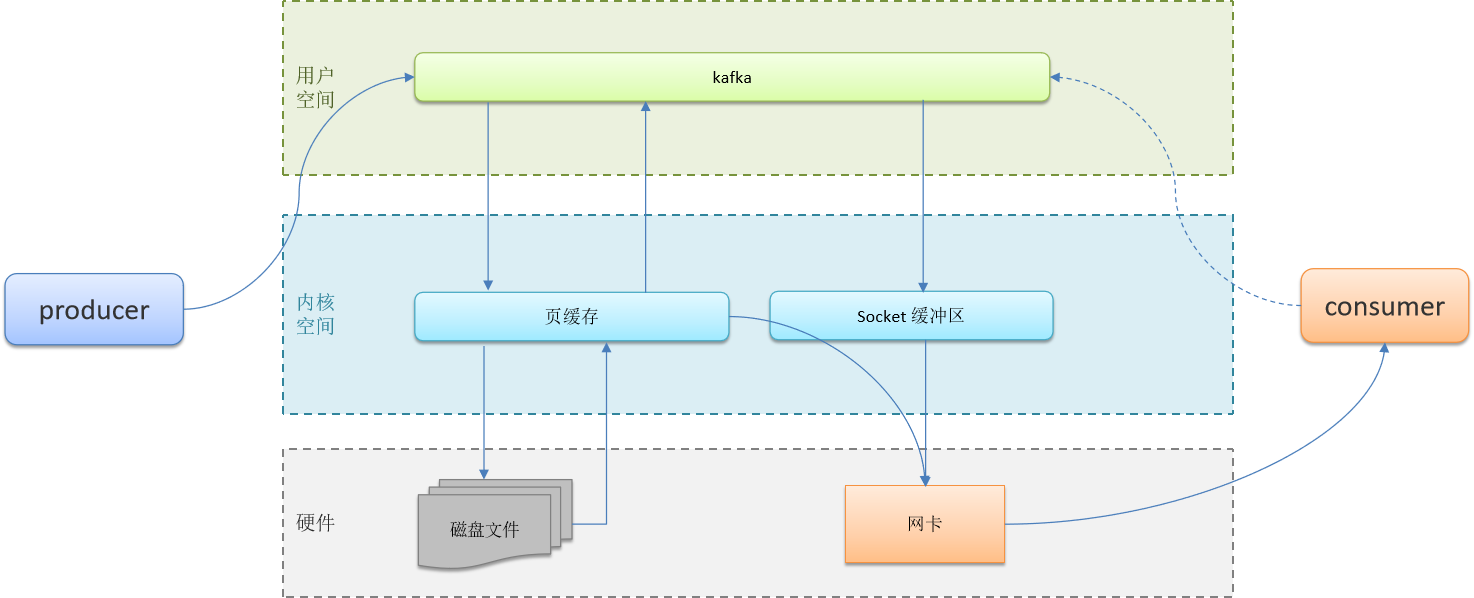 用户
空间
kafka
producer
内核
空间
页缓存
Socket 缓冲区
consumer
硬件
磁盘文件
网卡